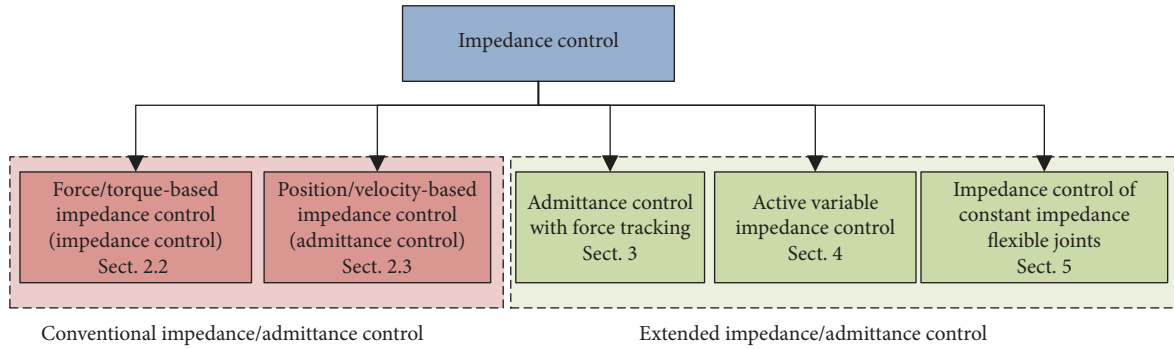 Impedance control
Force/torque-based
impedance control
(impedance control)
Sect. 2.2
Position/velocity-based
impedance control
(admittance control)
Sect. 2.3
Admittance control
with force tracking
Sect. 3
Active variable
impedance control
Sect. 4
Impedance control of
constant impedance
flexible joints
Sect. 5
Conventional impedance/admittance control
Extended impedance/admittance control